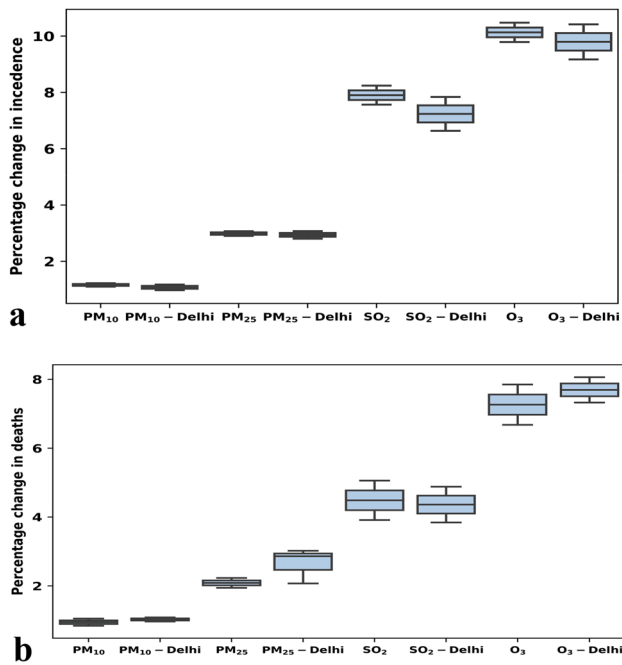 10
8
6
4
2
Percentage change in incedence
PM₁₀ PM₁₀ – Delhi PM₂₅ PM₂₅ – Delhi SO₂ SO₂ – Delhi O₃ O₃ – Delhi
a
8
6
4
2
Percentage change in deaths
PM₁₀ PM₁₀ – Delhi PM₂₅ PM₂₅ – Delhi SO₂ SO₂ – Delhi O₃ O₃ – Delhi
b